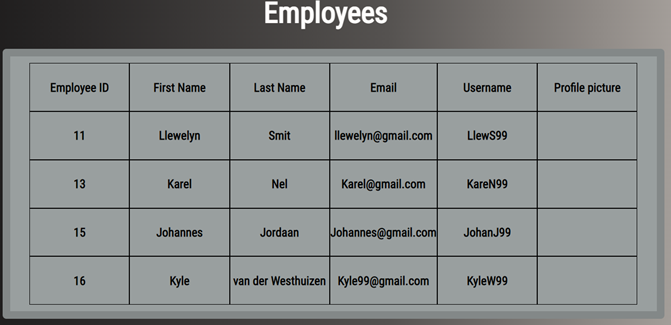 Employees
Employee ID First Name Last Name Email Username Profile picture
11 Llewelyn Smit llewelyn@gmail.com LlewS99
13 Karel Nel Karel@gmail.com KareN99
15 Johannes Jordaan Johannes@gmail.com JohanJ99
16 Kyle van der Westhuizen Kyle99@gmail.com KyleW99